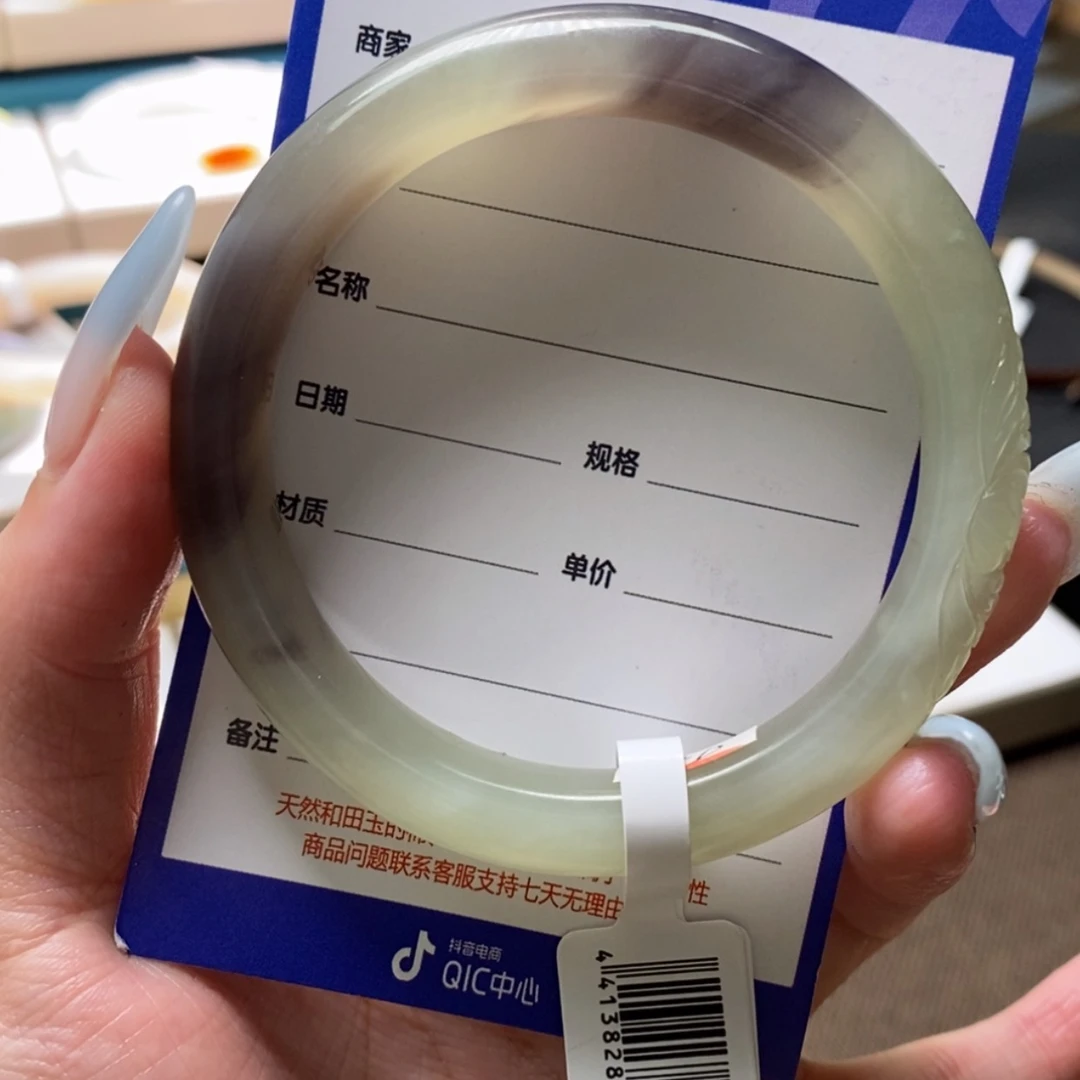 商家
名称
日期 规格
材质 单价
备注
天然和田玉的
商品问题联系客服支持七天无理由 性
抖音电商
QIC中心
4413828